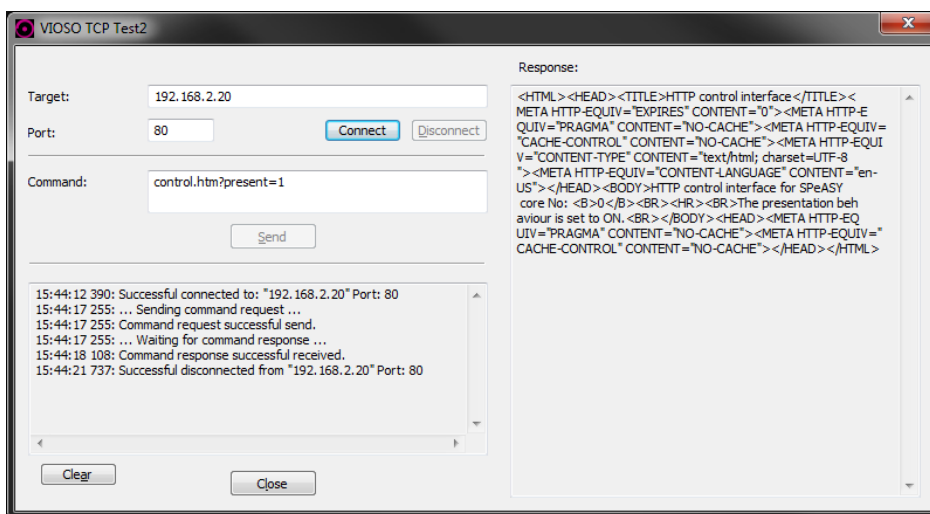 VIOSO TCP Test2
Target:
192.168.2.20
Port:
80
Connect
Disconnect
Command:
control.htm?present=1
Send
15:44:12 390: Successful connected to: "192.168.2.20" Port: 80
15:44:17 255: ... Sending command request ...
15:44:17 255: Command request successful send.
15:44:17 255: ... Waiting for command response ...
15:44:18 108: Command response successful received.
15:44:21 737: Successful disconnected from "192.168.2.20" Port: 80
Clear
Close
Response:
<HTML><HEAD><TITLE>HTTP control interface</TITLE><
META HTTP-EQUIV="EXPIRES" CONTENT="0"><META HTTP-E
QUIV="PRAGMA" CONTENT="NO-CACHE"><META HTTP-EQUIV=
"CACHE-CONTROL" CONTENT="NO-CACHE"><META HTTP-EQUI
V="CONTENT-TYPE" CONTENT="text/html; charset=UTF-8
"><META HTTP-EQUIV="CONTENT-LANGUAGE" CONTENT="en-
US"></HEAD><BODY>HTTP control interface for SPeASY
core No: <B>0</B><BR><HR><BR>The presentation beh
aviour is set to ON.<BR></BODY><HEAD><META HTTP-EQ
UIV="PRAGMA" CONTENT="NO-CACHE"><META HTTP-EQUIV="
CACHE-CONTROL" CONTENT="NO-CACHE"></HEAD></HTML>